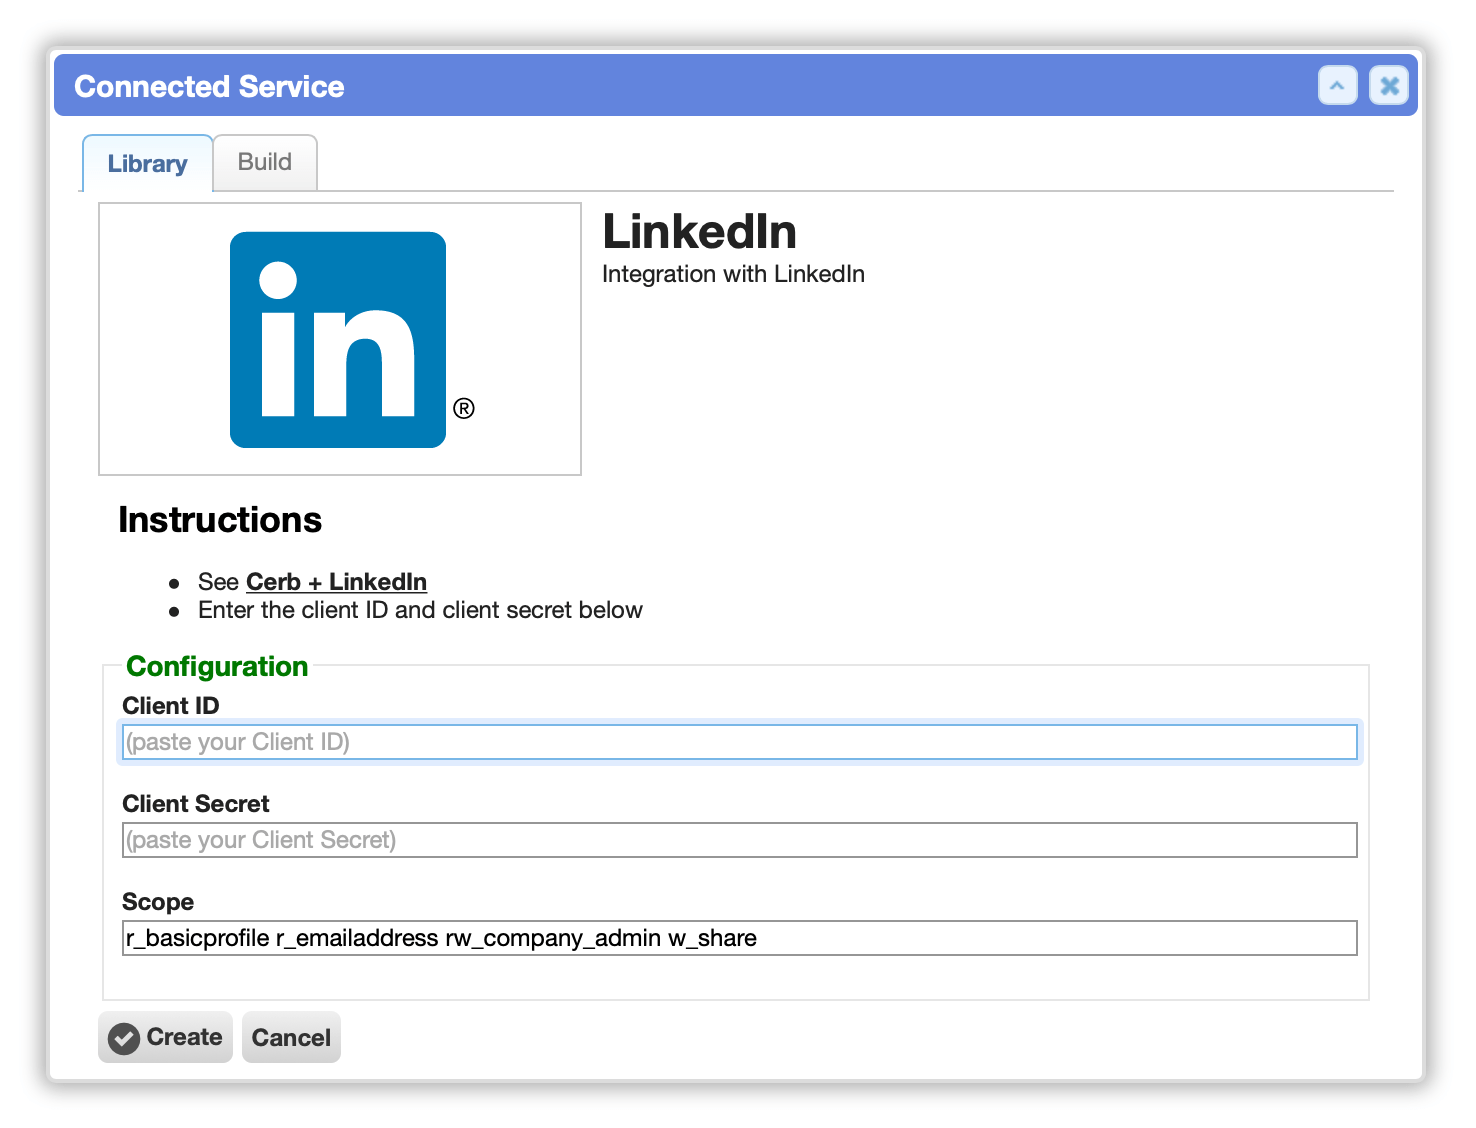 Connected Service
Library
Build
in ®
LinkedIn
Integration with LinkedIn
Instructions
See Cerb + LinkedIn
Enter the client ID and client secret below
Configuration
Client ID
(paste your Client ID)
Client Secret
(paste your Client Secret)
Scope
r_basicprofile r_emailaddress rw_company_admin w_share
Create
Cancel